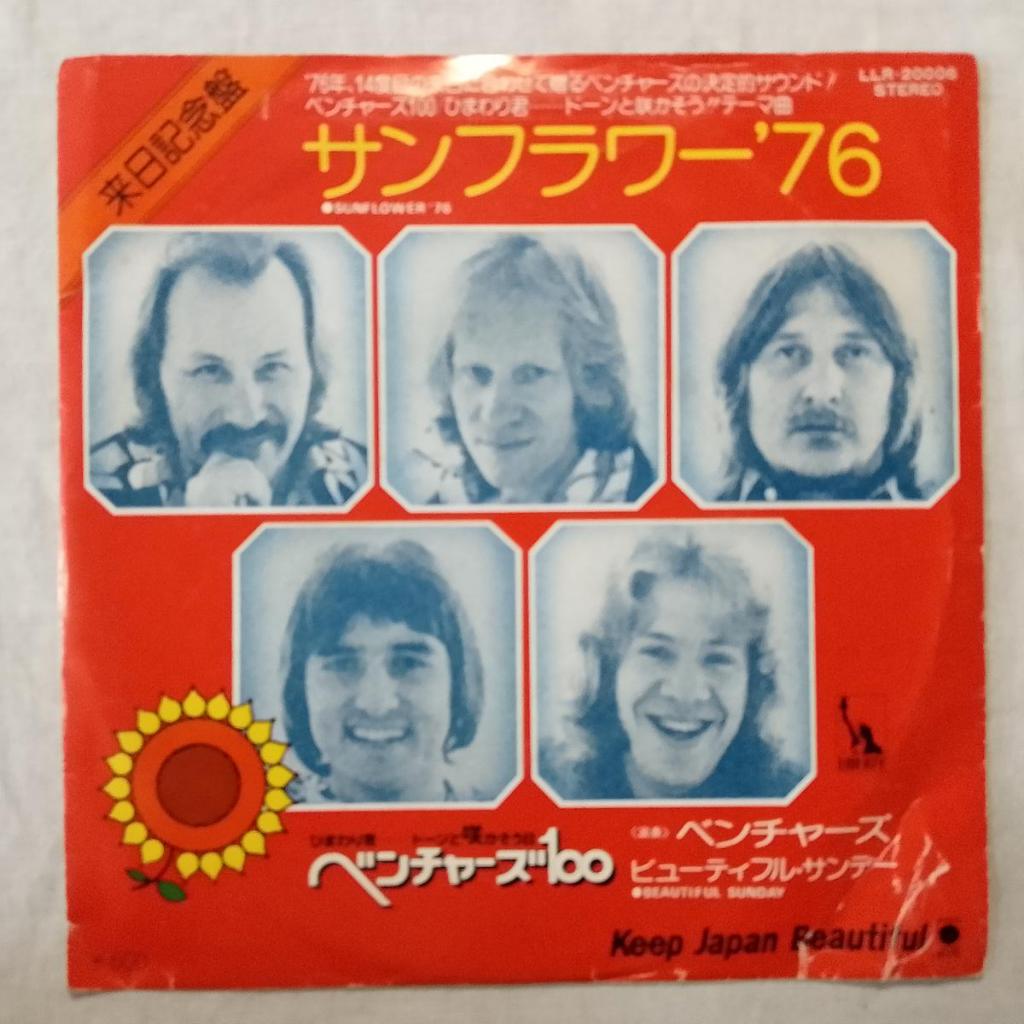 来日記念盤
'76年、14度目の て贈るベンチャーズの決定的サウンド!
ベンチャーズ100 ひまわり君——ドーンと咲かそう!!テーマ曲
LLR-20006
STEREO
サンフラワー'76
●SUNFLOWER '76
LIBERTY
ひまわり君 ドーンと咲かそう
ベンチャーズ100
〈演奏〉ベンチャーズ
ビューティフル・サンデー
●BEAUTIFUL SUNDAY
Keep Japan Beautiful